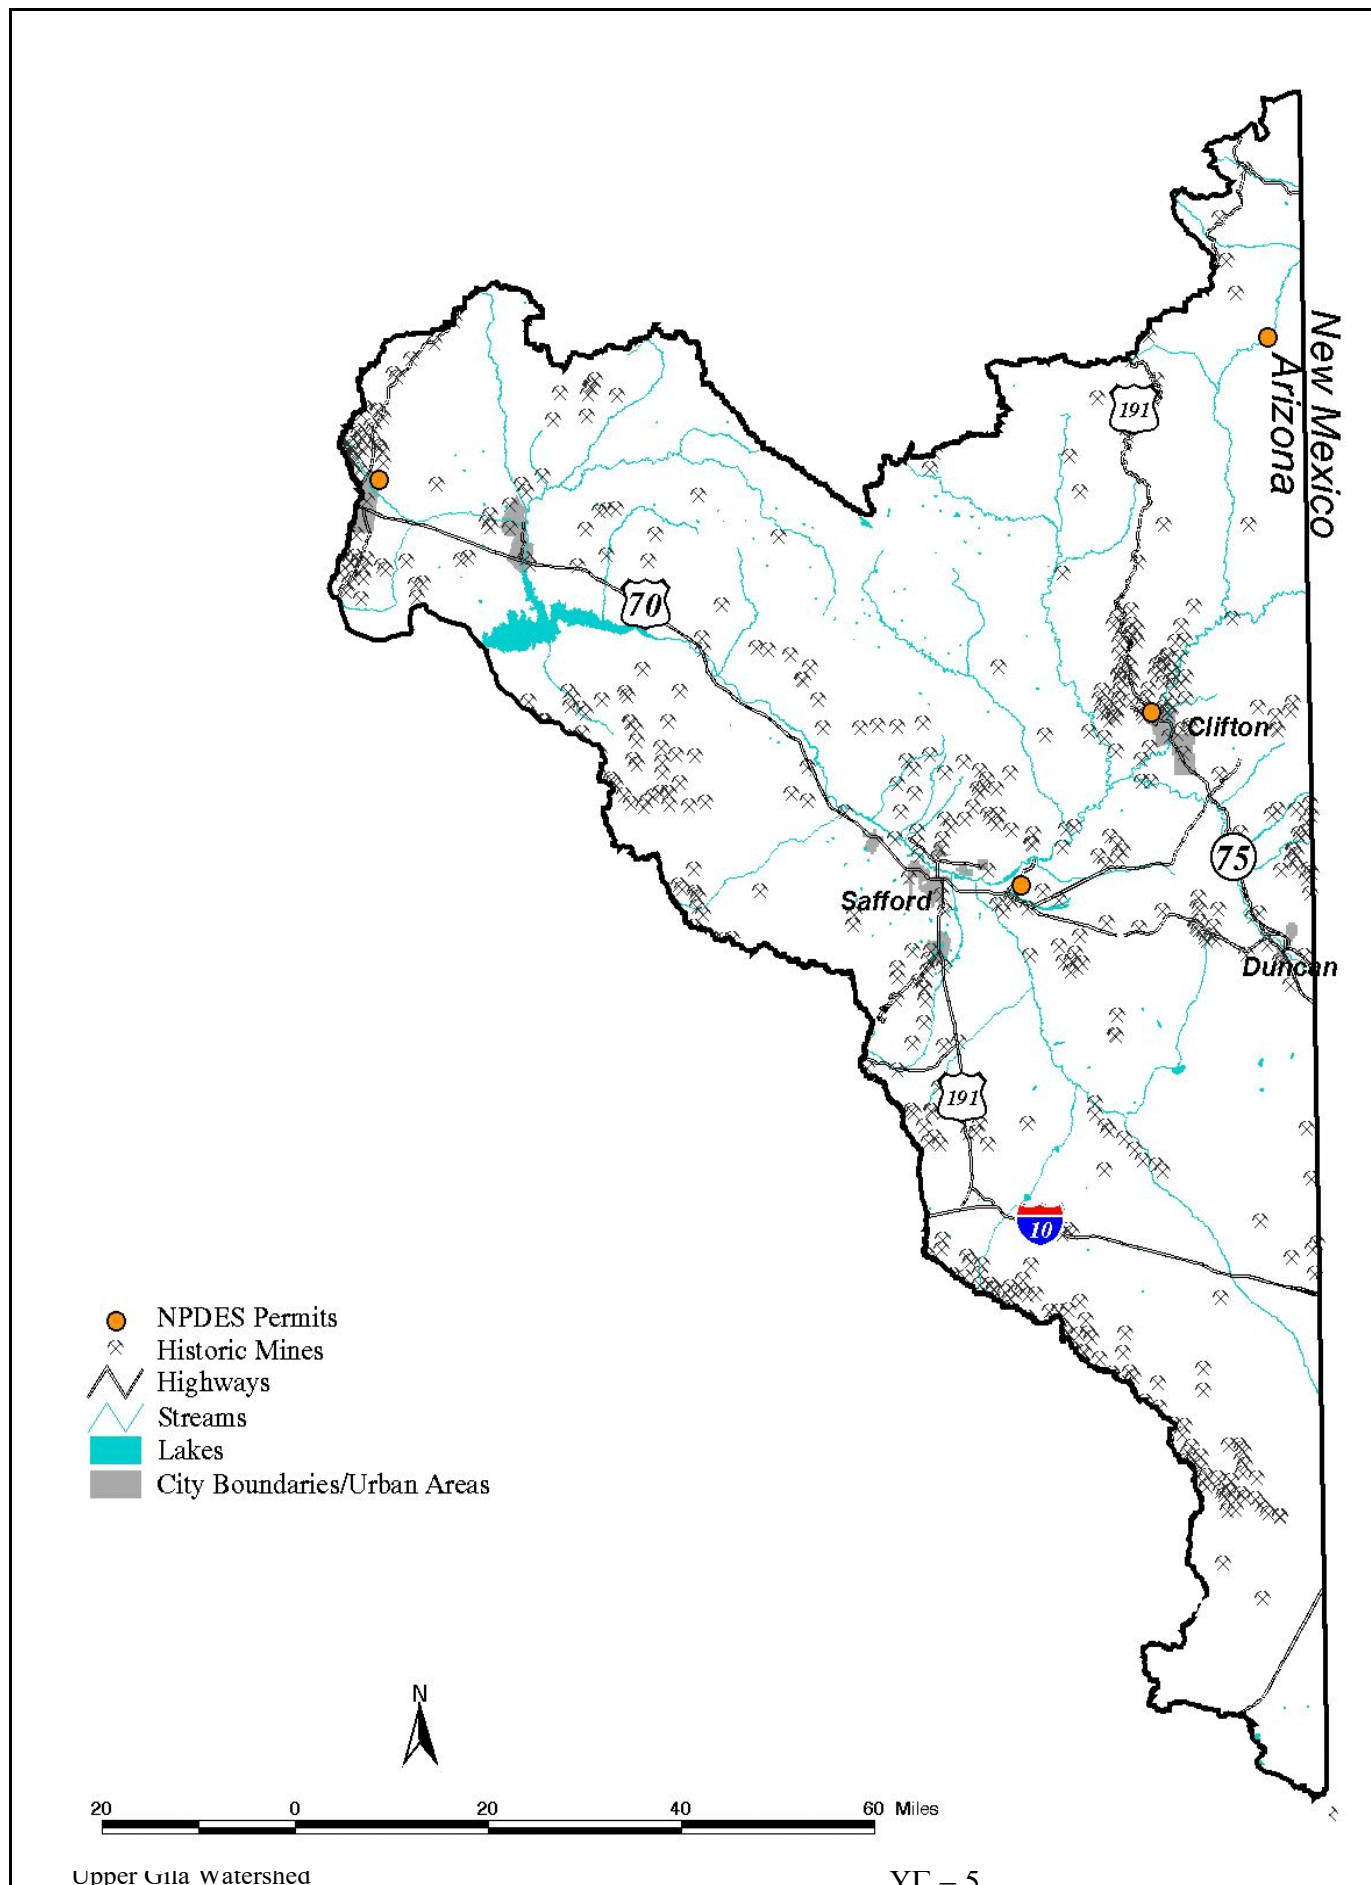 New Mexico
Arizona
191
70
Clifton
75
Safford
Duncan
191
10
NPDES Permits
Historic Mines
Highways
Streams
Lakes
City Boundaries/Urban Areas
N
20 0 20 40 60 Miles
Upper Gila Watershed